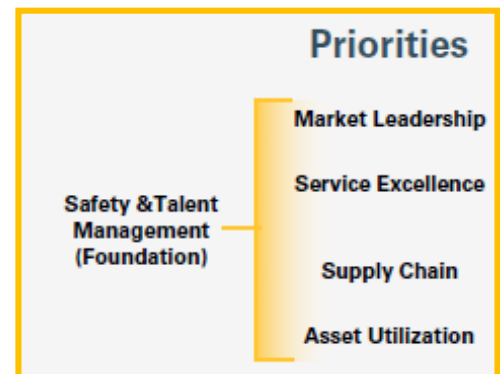 Priorities
Market Leadership
Service Excellence
Safety &Talent
Management
(Foundation)
Supply Chain
Asset Utilization